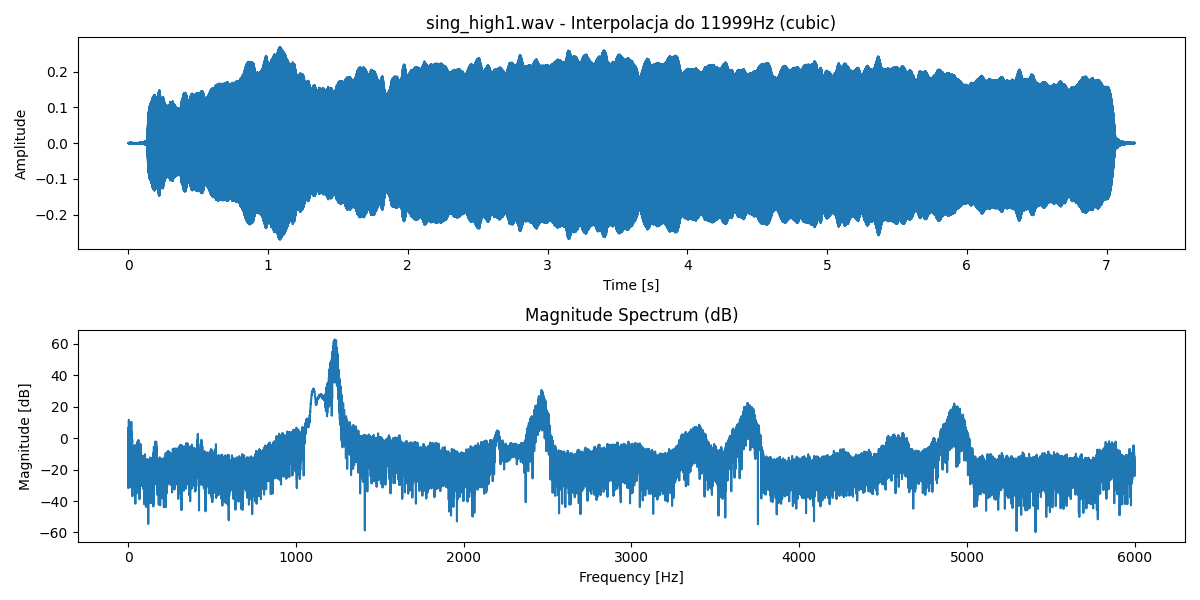 sing_high1.wav - Interpolacja do 11999Hz (cubic)
0.2
0.1
0.0
−0.1
−0.2
Amplitude
0 1 2 3 4 5 6 7
Time [s]
Magnitude Spectrum (dB)
60
40
20
0
−20
−40
−60
Magnitude [dB]
0 1000 2000 3000 4000 5000 6000
Frequency [Hz]